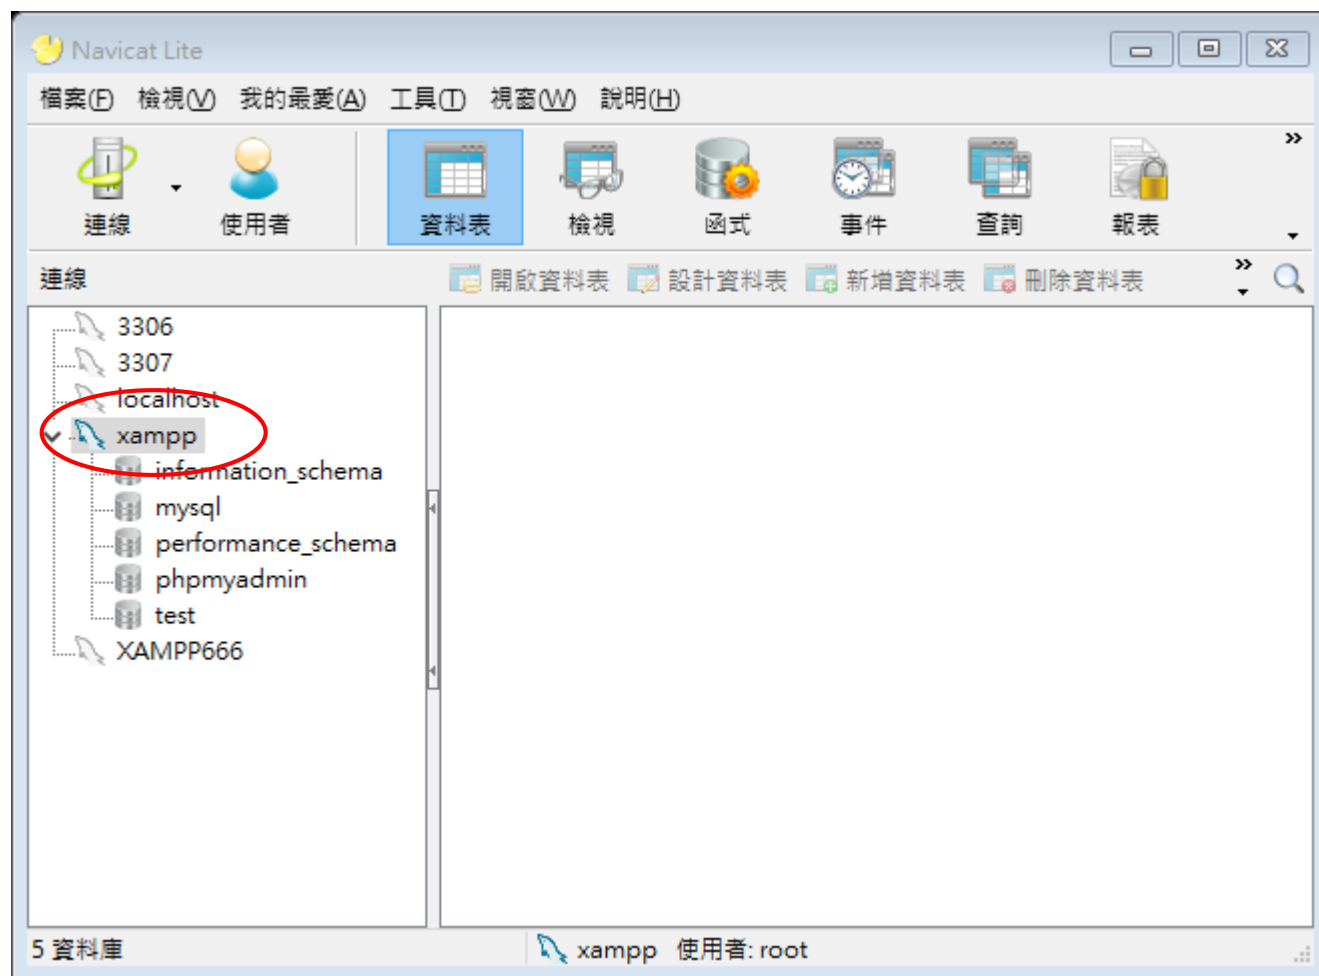 Navicat Lite
檔案(F) 檢視(V) 我的最愛(A) 工具(T) 視窗(W) 說明(H)
連線 使用者 資料表 檢視 函式 事件 查詢 報表
連線 開啟資料表 設計資料表 新增資料表 刪除資料表
3306
3307
localhost
xampp
information_schema
mysql
performance_schema
phpmyadmin
test
XAMPP666
5 資料庫 xampp 使用者: root